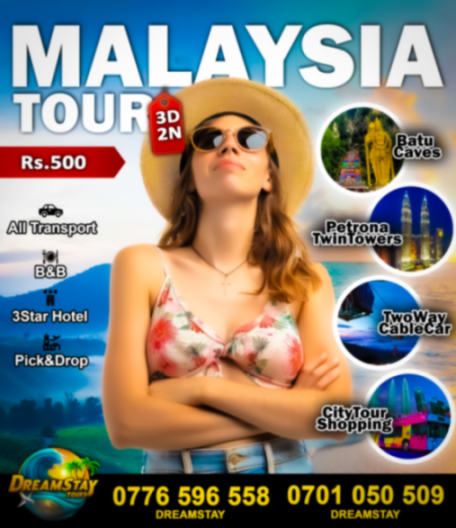 MALAYSIA
TOUR
3D
2N
Rs.500
All Transport
B&B
3Star Hotel
Pick&Drop
Batu
Caves
Petrona
TwinTowers
TwoWay
CableCar
CityTour
Shopping
DREAMSTAY
TOURS
0776 596 558
DREAMSTAY
0701 050 509
DREAMSTAY